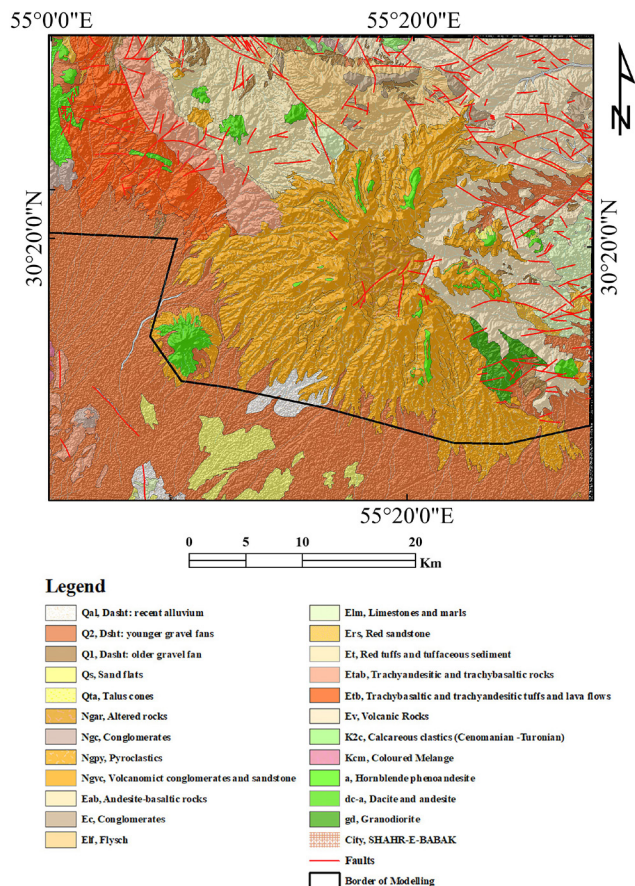 55°0'0"E
55°20'0"E
N
30°20'0"N
30°20'0"N
55°20'0"E
0 5 10 20
Km
Legend
Qal, Dasht: recent alluvium
Q2, Dsht: younger gravel fans
Q1, Dasht: older gravel fan
Qs, Sand flats
Qta, Talus cones
Ngar, Altered rocks
Ngc, Conglomerates
Ngpy, Pyroclastics
Ngvc, Volcanomict conglomerates and sandstone
Eab, Andesite-basaltic rocks
Ec, Conglomerates
Elf, Flysch
Elm, Limestones and marls
Ers, Red sandstone
Et, Red tuffs and tuffaceous sediment
Etab, Trachyandesitic and trachybasaltic rocks
Etb, Trachybasaltic and trachyandesitic tuffs and lava flows
Ev, Volcanic Rocks
K2c, Calcareous clastics (Cenomanian -Turonian)
Kcm, Coloured Melange
a, Hornblende phenoandesite
dc-a, Dacite and andesite
gd, Granodiorite
City, SHAHR-E-BABAK
Faults
Border of Modelling